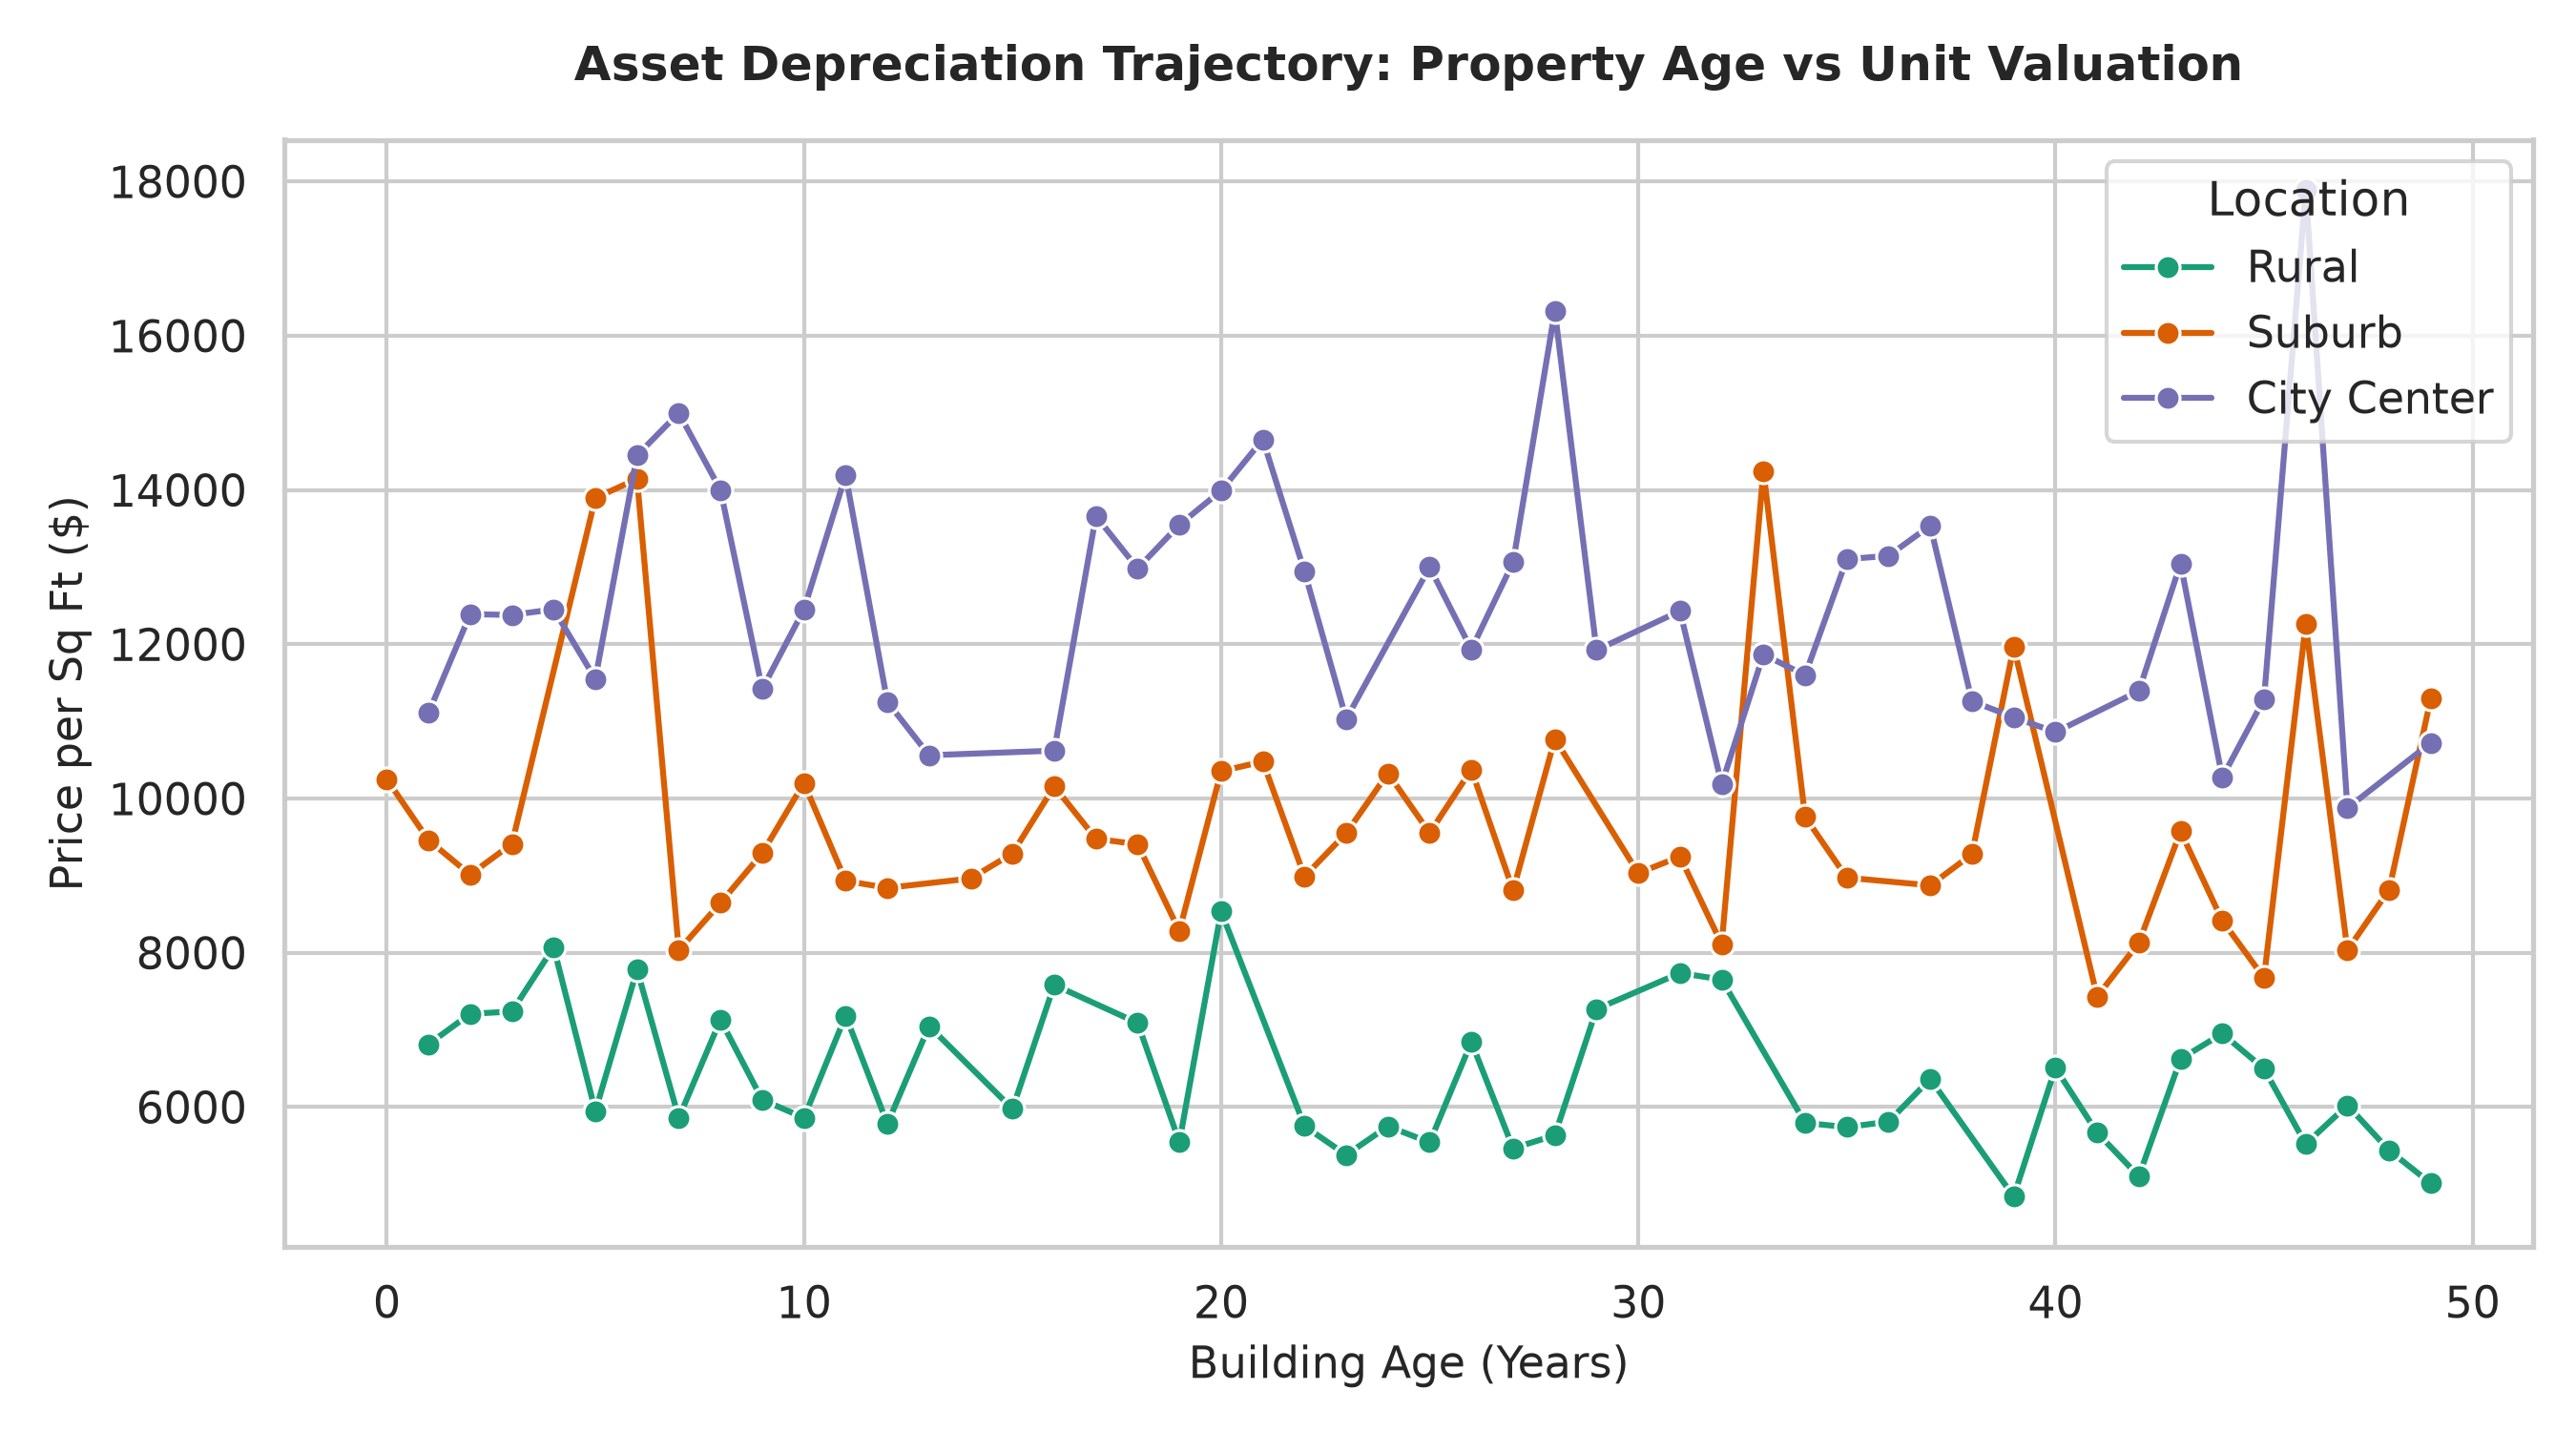 Asset Depreciation Trajectory: Property Age vs Unit Valuation
Price per Sq Ft ($)
18000
16000
14000
12000
10000
8000
6000
Location
Rural
Suburb
City Center
0 10 20 30 40 50
Building Age (Years)